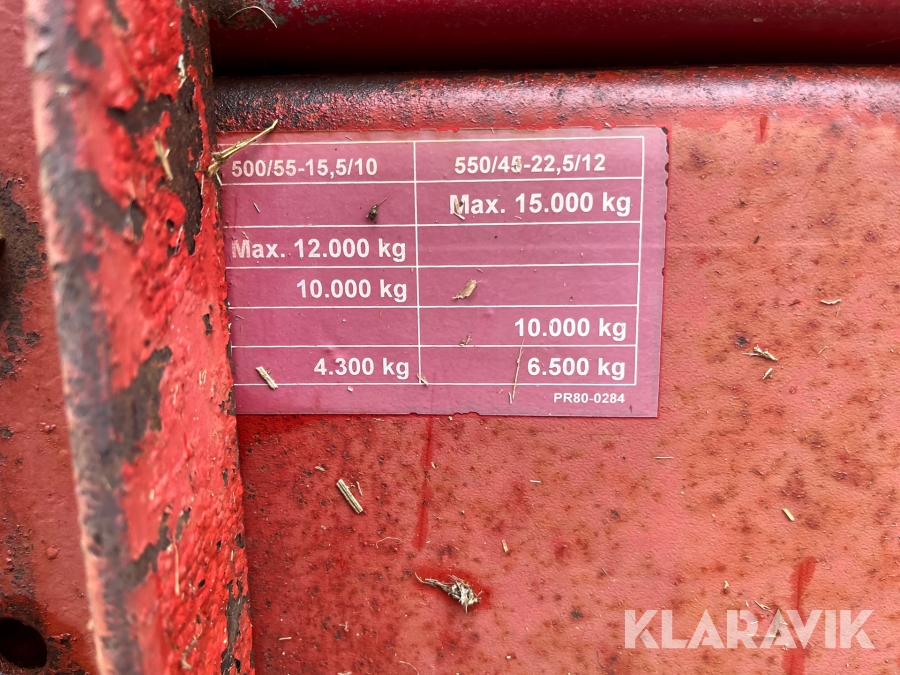 500/55-15,5/10 550/45-22,5/12
Max. 15.000 kg
Max. 12.000 kg
10.000 kg
10.000 kg
4.300 kg 6.500 kg
PR80-0284
KLARAVIK